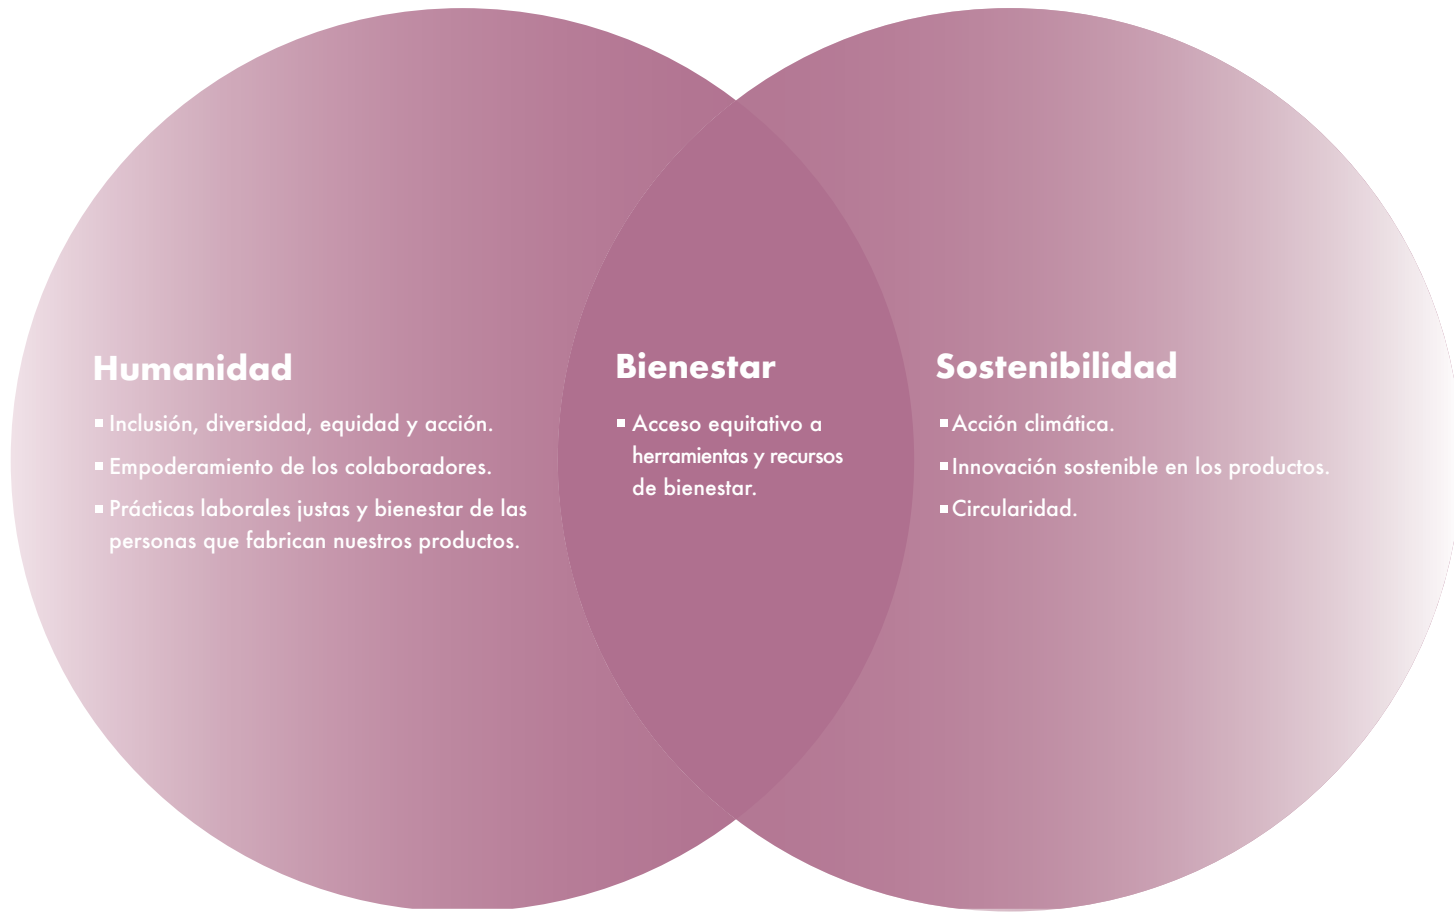 Humanidad
▪ Inclusión, diversidad, equidad y acción.
▪ Empoderamiento de los colaboradores.
▪ Prácticas laborales justas y bienestar de las
personas que fabrican nuestros productos.
Bienestar
▪ Acceso equitativo a
herramientas y recursos
de bienestar.
Sostenibilidad
▪ Acción climática.
▪ Innovación sostenible en los productos.
▪ Circularidad.